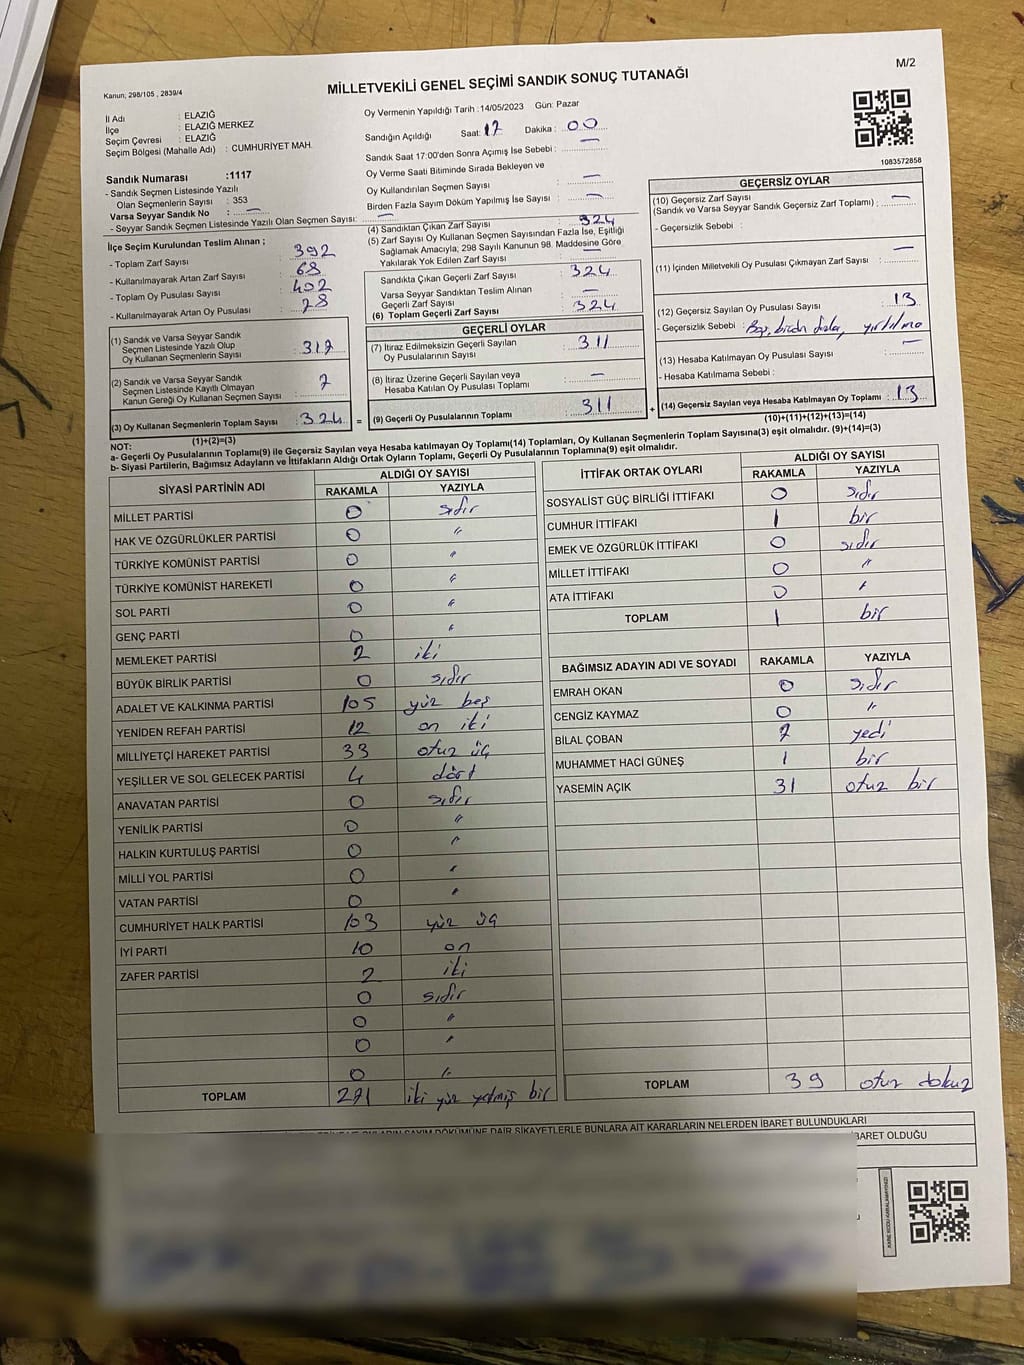 M/2
MİLLETVEKİLİ GENEL SEÇİMİ SANDIK SONUÇ TUTANAĞI
Kanun; 298/105 , 2839/4
İl Adı : ELAZIĞ
İlçe : ELAZIĞ MERKEZ
Seçim Çevresi : ELAZIĞ
Seçim Bölgesi (Mahalle Adı) : CUMHURİYET MAH.
Sandık Numarası :1117
- Sandık Seçmen Listesinde Yazılı
Olan Seçmenlerin Sayısı : 353
Varsa Seyyar Sandık No : —
- Seyyar Sandık Seçmen Listesinde Yazılı Olan Seçmen Sayısı: —
İlçe Seçim Kurulundan Teslim Alınan ;
- Toplam Zarf Sayısı : 392
- Kullanılmayarak Artan Zarf Sayısı : 68
- Toplam Oy Pusulası Sayısı : 402
- Kullanılmayarak Artan Oy Pusulası : 78
(1) Sandık ve Varsa Seyyar Sandık
Seçmen Listesinde Yazılı Olup
Oy Kullanan Seçmenlerin Sayısı : 317
(2) Sandık ve Varsa Seyyar Sandık
Seçmen Listesinde Kayıtlı Olmayan
Kanun Gereği Oy Kullanan Seçmen Sayısı : 7
(3) Oy Kullanan Seçmenlerin Toplam Sayısı : 324
(1)+(2)=(3)
Oy Vermenin Yapıldığı Tarih :14/05/2023 Gün: Pazar
Sandığın Açıldığı Saat: 17 Dakika : 00
Sandık Saat 17:00'den Sonra Açımış İse Sebebi : —
Oy Verme Saati Bitiminde Sırada Bekleyen ve
Oy Kullandırılan Seçmen Sayısı : —
Birden Fazla Sayım Döküm Yapılmış İse Sayısı : —
(4) Sandıktan Çıkan Zarf Sayısı : 324
(5) Zarf Sayısı Oy Kullanan Seçmen Sayısından Fazla İse, Eşitliği
Sağlamak Amacıyla; 298 Sayılı Kanunun 98. Maddesine Göre
Yakılarak Yok Edilen Zarf Sayısı : —
Sandıkta Çıkan Geçerli Zarf Sayısı : 324
Varsa Seyyar Sandıktan Teslim Alınan
Geçerli Zarf Sayısı : —
(6) Toplam Geçerli Zarf Sayısı : 324
GEÇERLİ OYLAR
(7) İtiraz Edilmeksizin Geçerli Sayılan
Oy Pusulalarının Sayısı : 311
(8) İtiraz Üzerine Geçerli Sayılan veya
Hesaba Katılan Oy Pusulası Toplamı : —
= (9) Geçerli Oy Pusulalarının Toplamı : 311
1083572858
GEÇERSİZ OYLAR
(10) Geçersiz Zarf Sayısı
(Sandık ve Varsa Seyyar Sandık Geçersiz Zarf Toplamı) : —
- Geçersizlik Sebebi :
(11) İçinden Milletvekili Oy Pusulası Çıkmayan Zarf Sayısı : —
(12) Geçersiz Sayılan Oy Pusulası Sayısı : 13
- Geçersizlik Sebebi : Boş, birden fazla, yırtılma
(13) Hesaba Katılmayan Oy Pusulası Sayısı : —
- Hesaba Katılmama Sebebi :
+ (14) Geçersiz Sayılan veya Hesaba Katılmayan Oy Toplamı : 13
(10)+(11)+(12)+(13)=(14)
NOT:
a- Geçerli Oy Pusulalarının Toplamı(9) ile Geçersiz Sayılan veya Hesaba katılmayan Oy Toplamı(14) Toplamları, Oy Kullanan Seçmenlerin Toplam Sayısına(3) eşit olmalıdır. (9)+(14)=(3)
b- Siyasi Partilerin, Bağımsız Adayların ve İttifakların Aldığı Ortak Oyların Toplamı, Geçerli Oy Pusulalarının Toplamına(9) eşit olmalıdır.
SİYASİ PARTİNİN ADI ALDIĞI OY SAYISI
RAKAMLA YAZIYLA
MİLLET PARTİSİ 0 sıfır
HAK VE ÖZGÜRLÜKLER PARTİSİ 0 "
TÜRKİYE KOMÜNİST PARTİSİ 0 "
TÜRKİYE KOMÜNİST HAREKETİ 0 "
SOL PARTİ 0 "
GENÇ PARTİ 0 "
MEMLEKET PARTİSİ 2 iki
BÜYÜK BİRLİK PARTİSİ 0 sıfır
ADALET VE KALKINMA PARTİSİ 105 yüz beş
YENİDEN REFAH PARTİSİ 12 on iki
MİLLİYETÇİ HAREKET PARTİSİ 33 otuz üç
YEŞİLLER VE SOL GELECEK PARTİSİ 4 dört
ANAVATAN PARTİSİ 0 sıfır
YENİLİK PARTİSİ 0 "
HALKIN KURTULUŞ PARTİSİ 0 "
MİLLİ YOL PARTİSİ 0 "
VATAN PARTİSİ 0 "
CUMHURİYET HALK PARTİSİ 103 yüz üç
İYİ PARTİ 10 on
ZAFER PARTİSİ 2 iki
0 sıfır
0 "
0 "
0 "
TOPLAM 271 iki yüz yetmiş bir
İTTİFAK ORTAK OYLARI ALDIĞI OY SAYISI
RAKAMLA YAZIYLA
SOSYALİST GÜÇ BİRLİĞİ İTTİFAKI 0 sıfır
CUMHUR İTTİFAKI 1 bir
EMEK VE ÖZGÜRLÜK İTTİFAKI 0 sıfır
MİLLET İTTİFAKI 0 "
ATA İTTİFAKI 0 "
TOPLAM 1 bir
BAĞIMSIZ ADAYIN ADI VE SOYADI RAKAMLA YAZIYLA
EMRAH OKAN 0 sıfır
CENGİZ KAYMAZ 0 "
BİLAL ÇOBAN 7 yedi
MUHAMMET HACİ GÜNEŞ 1 bir
YASEMİN AÇIK 31 otuz bir
TOPLAM 39 otuz dokuz
OYLARIN SAYIM DÖKÜMÜNE DAİR ŞİKAYETLERLE BUNLARA AİT KARARLARIN NELERDEN İBARET BULUNDUKLARI
İBARET OLDUĞU